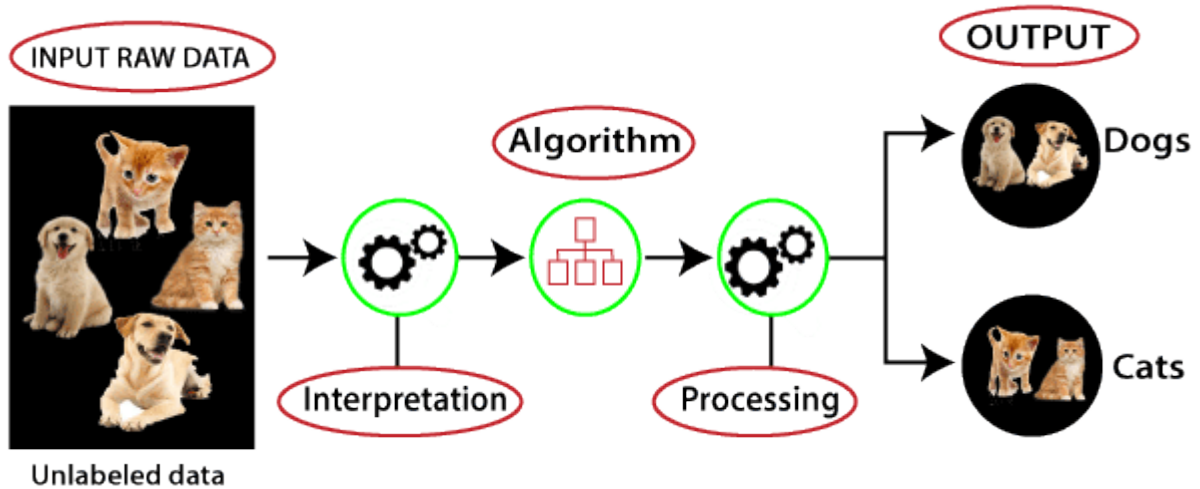 INPUT RAW DATA
OUTPUT
Algorithm
Dogs
Interpretation
Processing
Cats
Unlabeled data